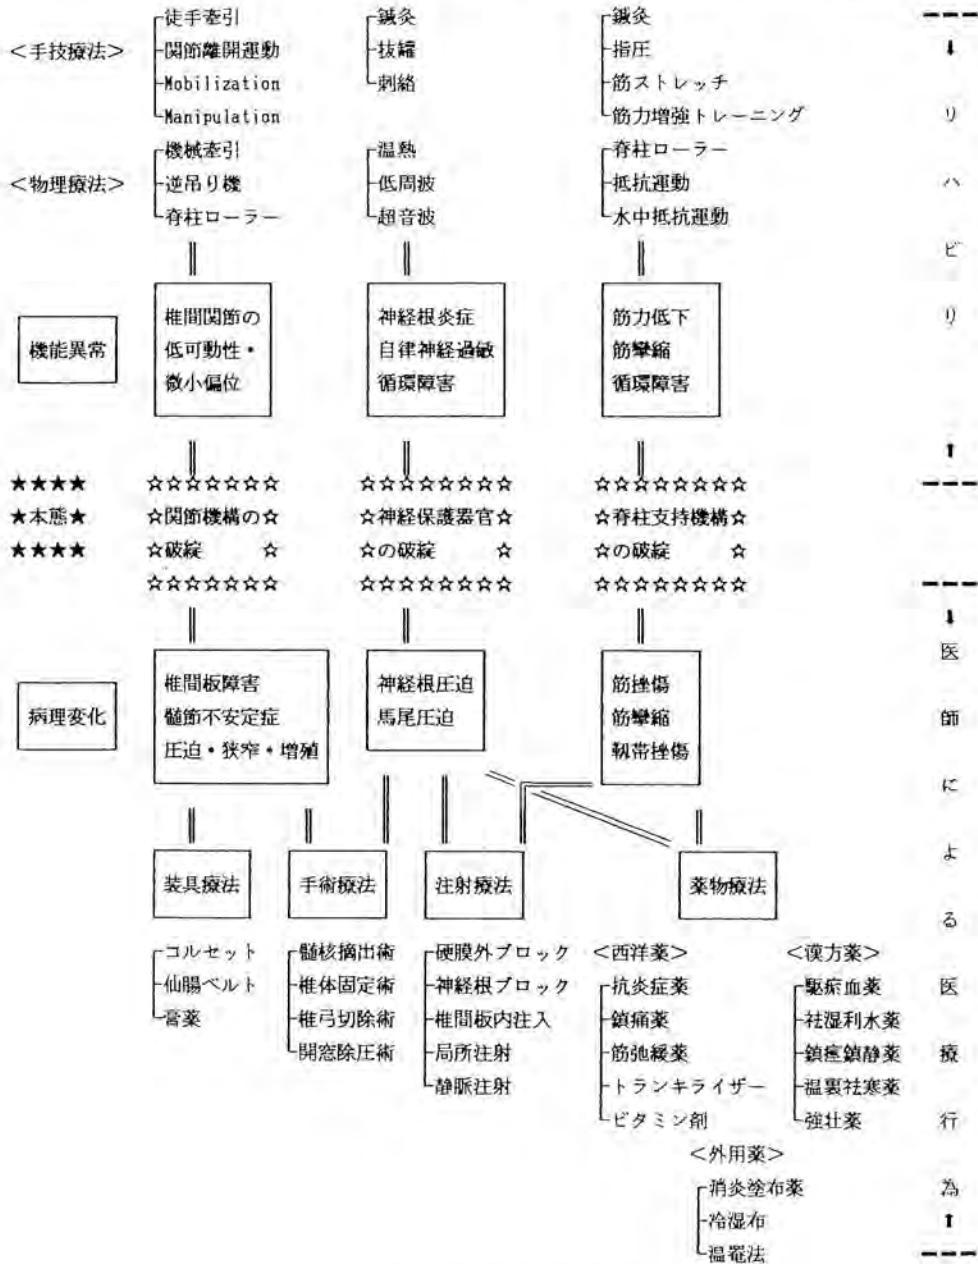 徒手牽引 鍼灸 鍼灸
<手技療法> 関節離開運動 抜罐 指圧
Mobilization 刺絡 筋ストレッチ
Manipulation 筋力増強トレーニング
機械牽引 温熱 脊柱ローラー
<物理療法> 逆吊り機 低周波 抵抗運動
脊柱ローラー 超音波 水中抵抗運動
椎間関節の 神経根炎症 筋力低下
機能異常 低可動性・ 自律神経過敏 筋攣縮
微小偏位 循環障害 循環障害
リハビリ
★★★★ ☆☆☆☆☆☆☆ ☆☆☆☆☆☆☆☆ ☆☆☆☆☆☆☆☆
★本態★ ☆関節機構の☆ ☆神経保護器官☆ ☆脊柱支持機構☆
★★★★ ☆破綻 ☆ ☆の破綻 ☆ ☆の破綻 ☆
☆☆☆☆☆☆☆ ☆☆☆☆☆☆☆☆ ☆☆☆☆☆☆☆☆
椎間板障害 神経根圧迫 筋挫傷
病理変化 髄節不安定症 馬尾圧迫 筋攣縮
圧迫・狭窄・増殖 靱帯挫傷
装具療法 手術療法 注射療法 薬物療法
コルセット 髄核摘出術 硬膜外ブロック <西洋薬> <漢方薬>
仙腸ベルト 椎体固定術 神経根ブロック 抗炎症薬 駆瘀血薬
膏薬 椎弓切除術 椎間板内注入 鎮痛薬 祛湿利水薬
開窓除圧術 局所注射 筋弛緩薬 鎮痙鎮静薬
静脈注射 トランキライザー 温裏祛寒薬
ビタミン剤 強壮薬
<外用薬>
消炎塗布薬
冷湿布
温罨法
医師による医療行為